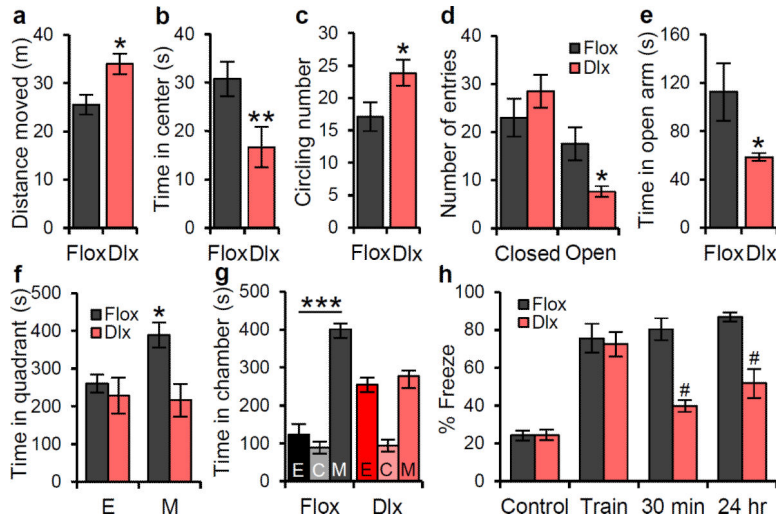 a
Distance moved (m)
40
30
20
10
0
*
Flox Dlx
b
Time in center (s)
40
30
20
10
0
**
Flox Dlx
c
Circling number
30
25
20
15
10
5
0
*
Flox Dlx
d
Number of entries
40
30
20
10
0
Flox
Dlx
*
Closed Open
e
Time in open arm (s)
160
120
80
40
0
*
Flox Dlx
f
Time in quadrant (s)
500
400
300
200
100
0
Flox
Dlx
*
E M
g
Time in chamber (s)
500
400
300
200
100
0
***
E C M E C M
Flox Dlx
h
% Freeze
100
80
60
40
20
0
Flox
Dlx
#
#
Control Train 30 min 24 hr